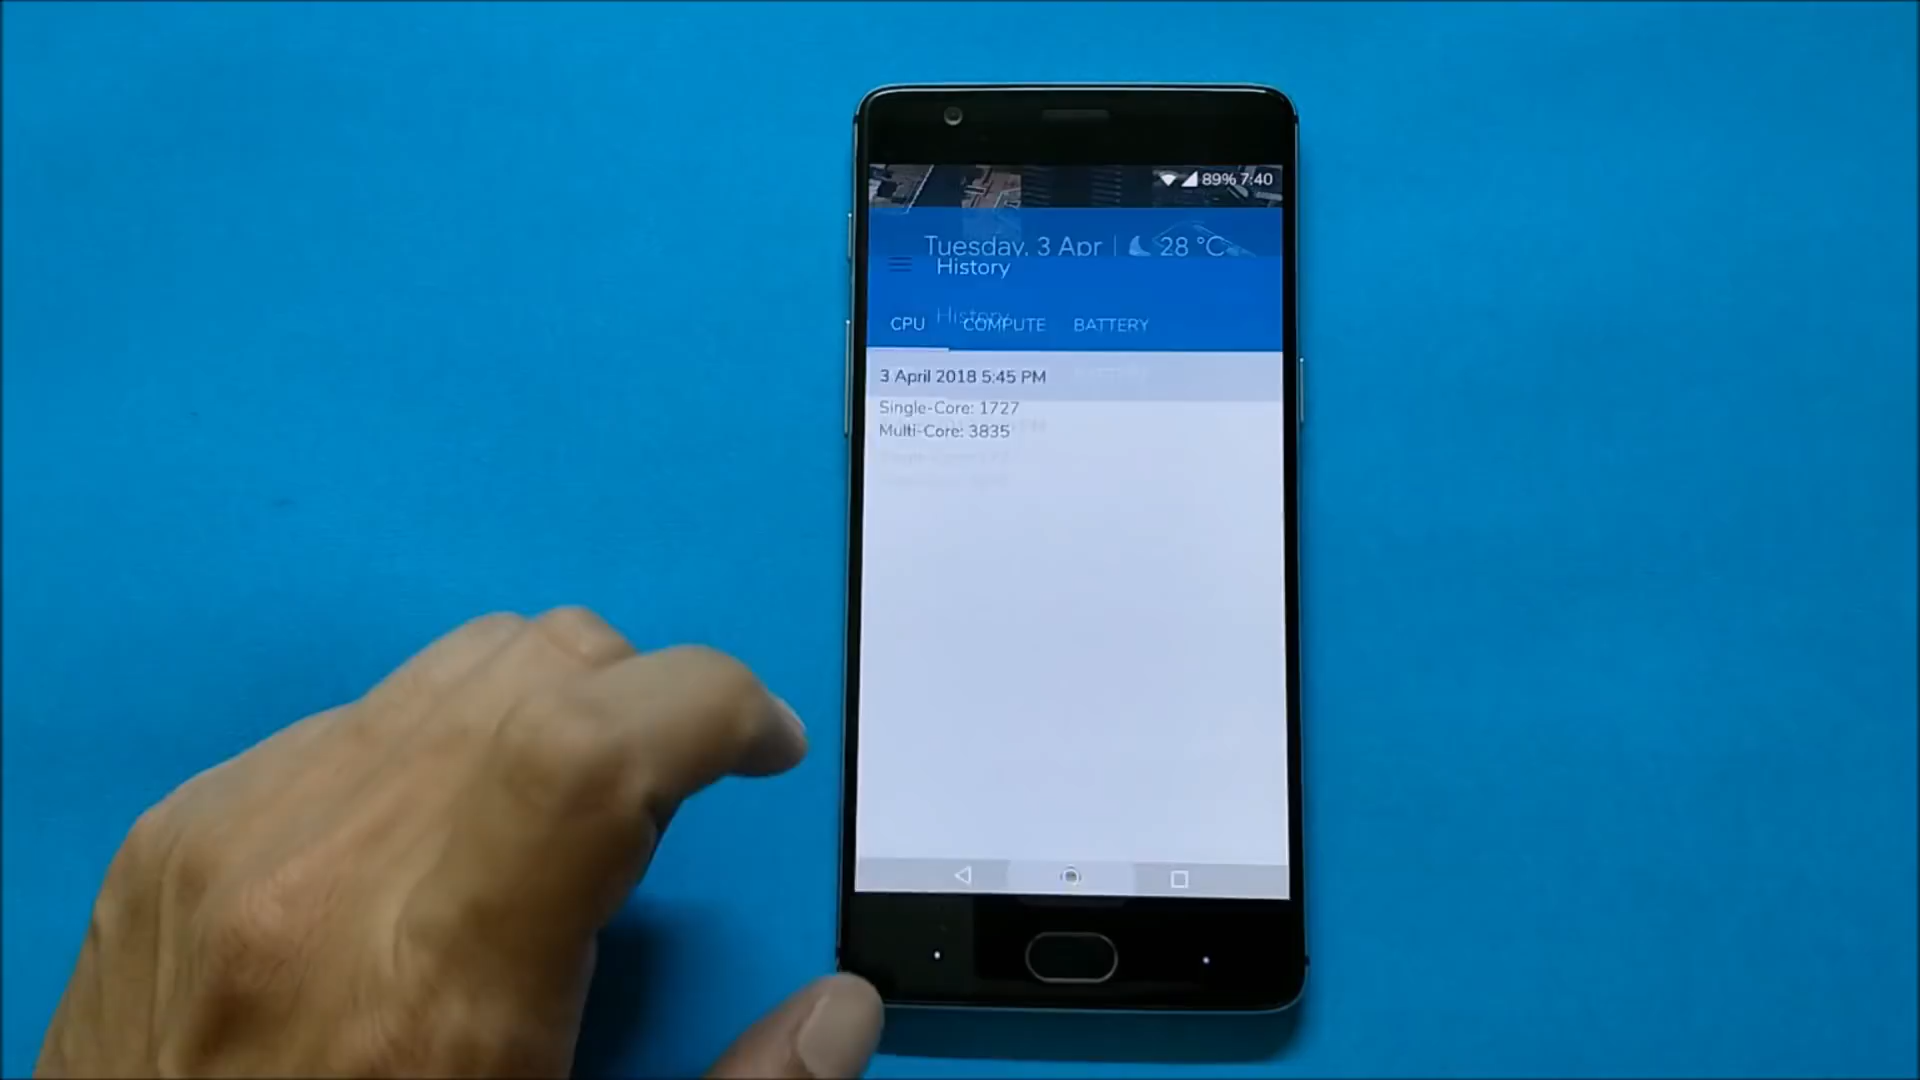 89% 7:40
Tuesday, 3 Apr | 28 °C
History
History
CPU COMPUTE BATTERY
3 April 2018 5:45 PM
Single-Core: 1727
Multi-Core: 3835